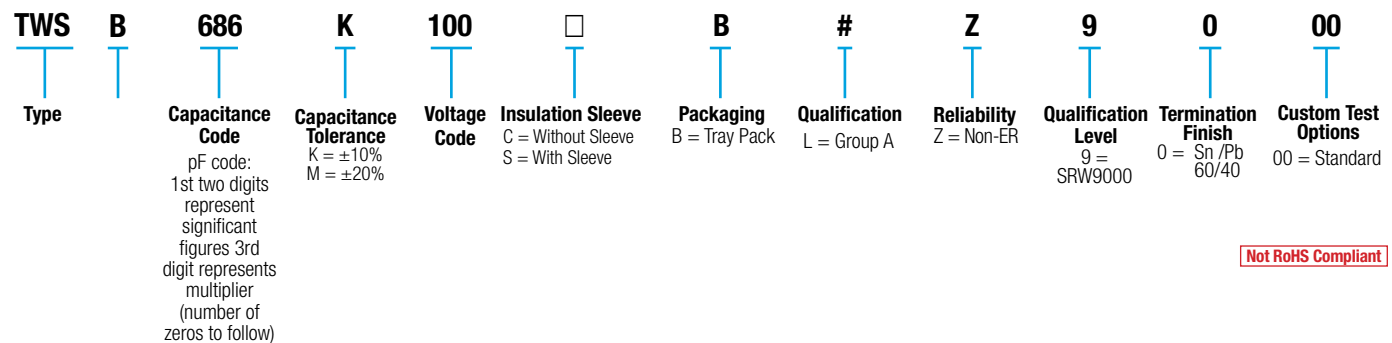 TWS B 686 K 100 □ B # Z 9 0 00
Type
Capacitance
Code
pF code:
1st two digits
represent
significant
figures 3rd
digit represents
multiplier
(number of
zeros to follow)
Capacitance
Tolerance
K = ±10%
M = ±20%
Voltage
Code
Insulation Sleeve
C = Without Sleeve
S = With Sleeve
Packaging
B = Tray Pack
Qualification
L = Group A
Reliability
Z = Non-ER
Qualification
Level
9 =
SRW9000
Termination
Finish
0 = Sn /Pb
60/40
Custom Test
Options
00 = Standard
Not RoHS Compliant